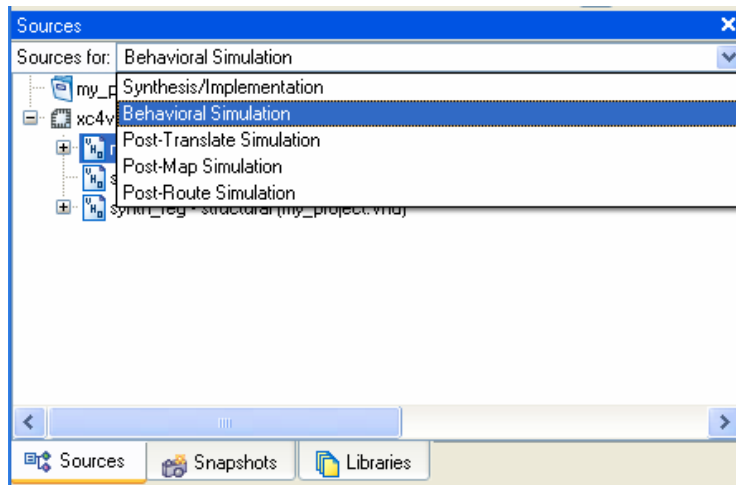 Sources
Sources for: Behavioral Simulation
my_p
Synthesis/Implementation
xc4v
Behavioral Simulation
Post-Translate Simulation
Post-Map Simulation
Post-Route Simulation
synth_reg - structural (my_project.vhd)
Sources Snapshots Libraries